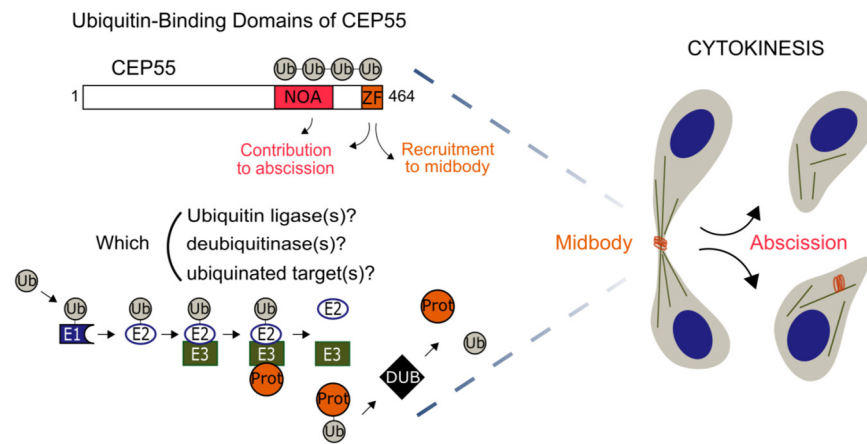 Ubiquitin-Binding Domains of CEP55
CEP55
Ub Ub Ub Ub
1 NOA ZF 464
Contribution
to abscission
Recruitment
to midbody
Which
Ubiquitin ligase(s)?
deubiquitinase(s)?
ubiquinated target(s)?
Ub
Ub Ub Ub Ub
E1 E2 E2 E2 E2
E3 E3 E3
Prot
Prot
Ub
DUB
Prot
Ub
CYTOKINESIS
Midbody
Abscission